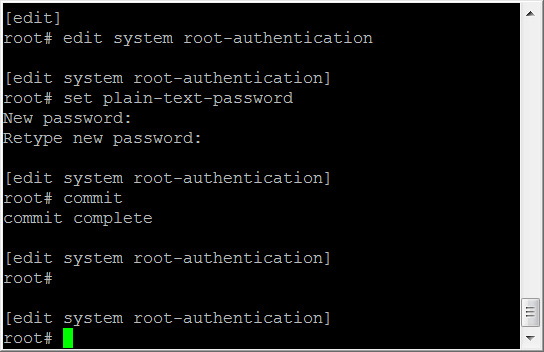 [edit]
root# edit system root-authentication
[edit system root-authentication]
root# set plain-text-password
New password:
Retype new password:
[edit system root-authentication]
root# commit
commit complete
[edit system root-authentication]
root#
[edit system root-authentication]
root#